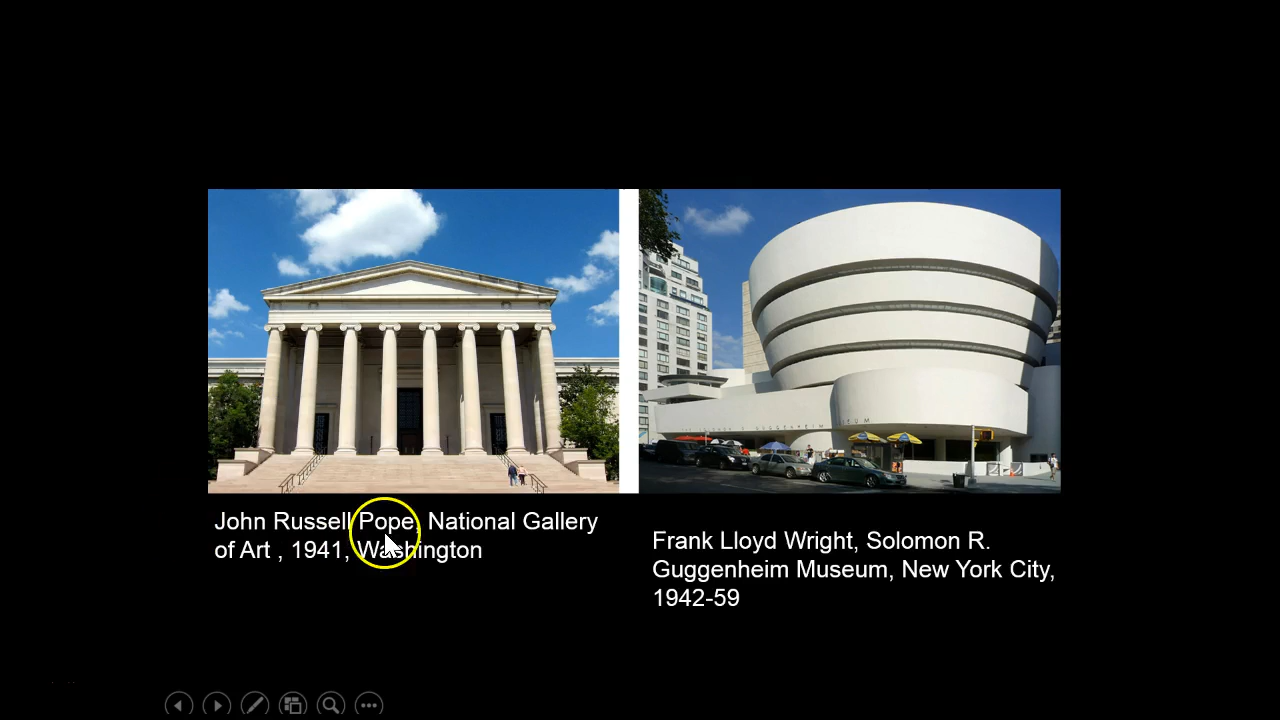 John Russell Pope, National Gallery
of Art , 1941, Washington
Frank Lloyd Wright, Solomon R.
Guggenheim Museum, New York City,
1942-59